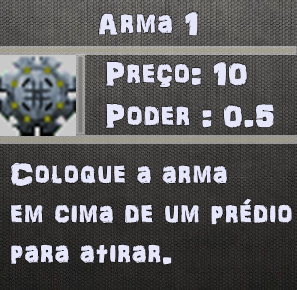 Arma 1
Preço: 10
Poder : 0.5
Coloque a arma
em cima de um prédio
para atirar.